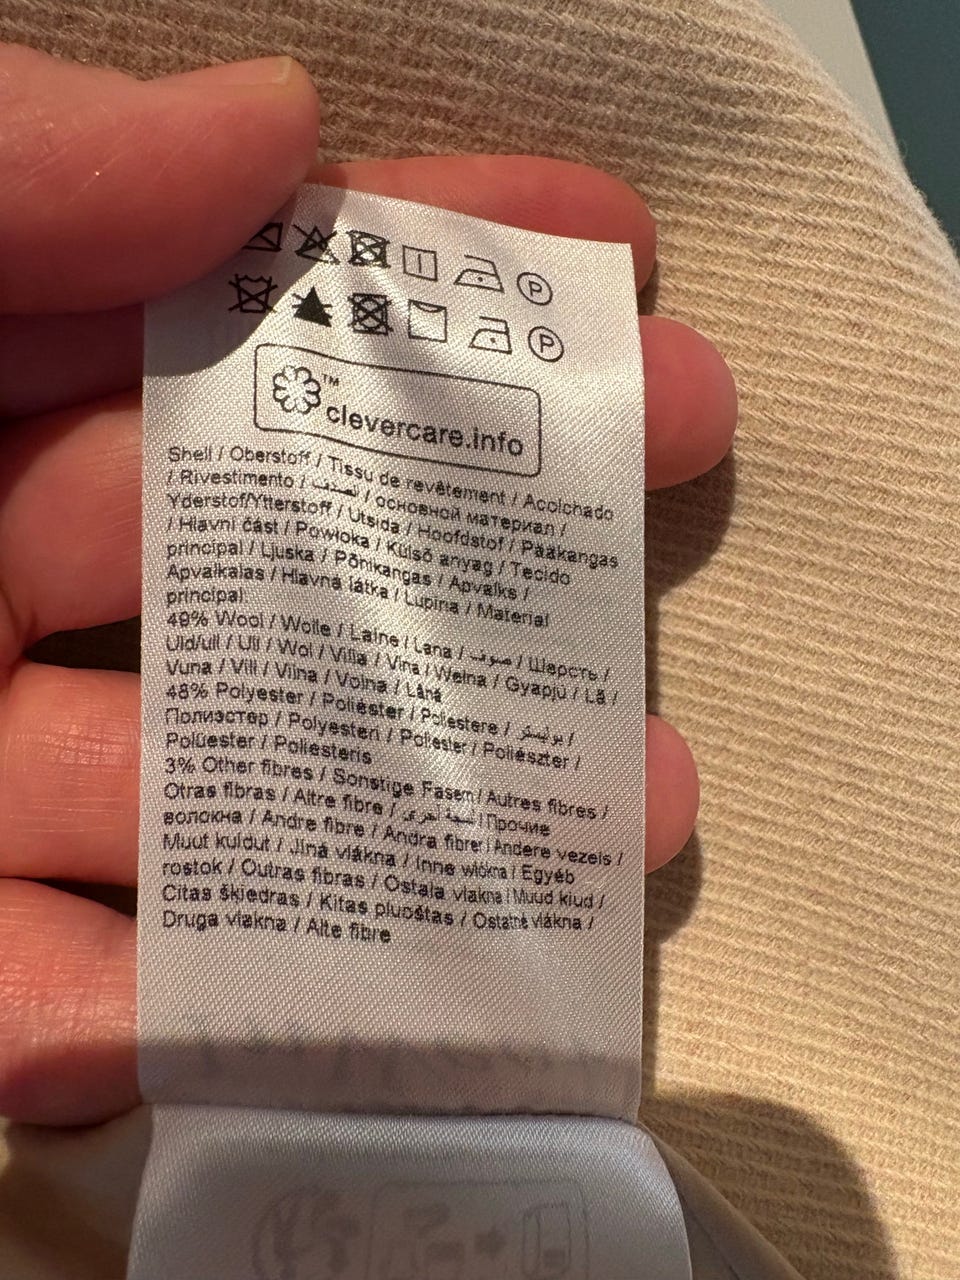 P
P
™
clevercare.info
Shell / Oberstoff / Tissu de revêtement / Acolchado
/ Rivestimento / الصدفة / основной материал /
Yderstof/Ytterstoff / Utsida / Hoofdstof / Pääkangas
/ Hlavní část / Powłoka / Külső anyag / Tecido
principal / Ljuska / Põhikangas / Apvalks /
Apvalkalas / Hlavná látka / Lupina / Material
principal
49% Wool / Wolle / Laine / Lana / صوف / Шерсть /
Uld/ull / Ull / Wol / Villa / Vlna / Wełna / Gyapjú / Lã /
Vuna / Vill / Vilna / Volna / Lână
48% Polyester / Poliéster / Poliestere / بوليستر /
Полиэстер / Polyesteri / Poliester / Poliészter /
Polüester / Poliesteris
3% Other fibres / Sonstige Fasern / Autres fibres /
Otras fibras / Altre fibre / أنسجة أخرى / Прочие
волокна / Andre fibre / Andra fibrer / Andere vezels /
Muut kuidut / Jiná vlákna / Inne włókna / Egyéb
rostok / Outras fibras / Ostala vlakna / Muud kiud /
Citas šķiedras / Kitas pluoštas / Ostatné vlákna /
Druga vlakna / Alte fibre